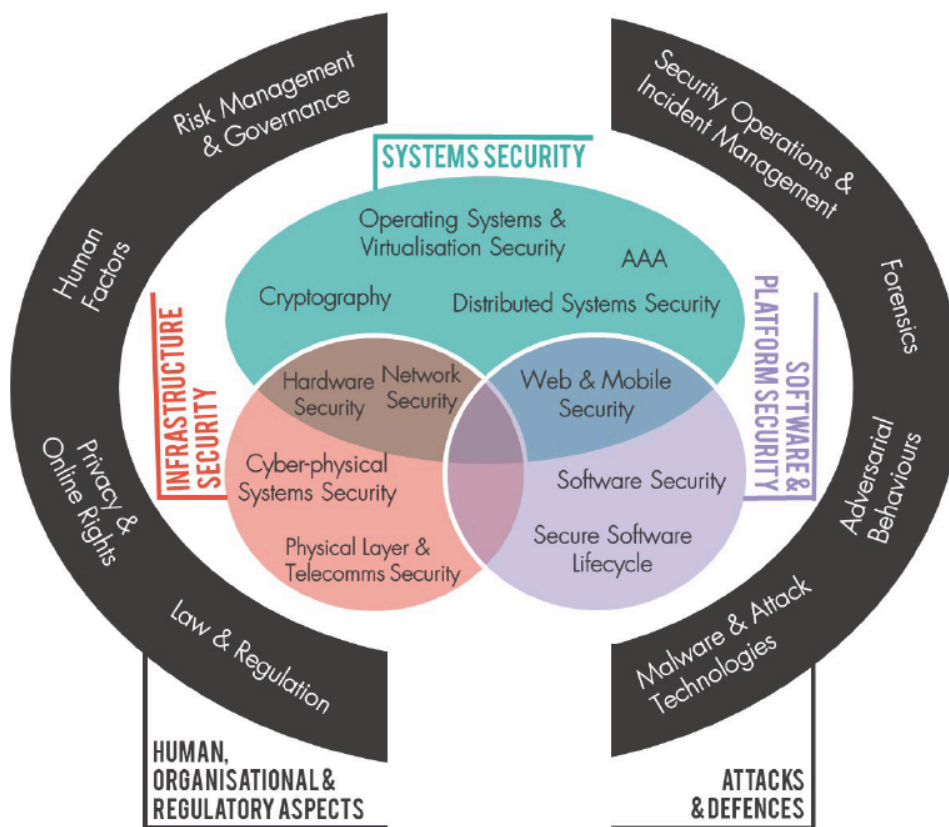 Risk Management
& Governance
Human
Factors
Privacy &
Online Rights
Law & Regulation
HUMAN,
ORGANISATIONAL &
REGULATORY ASPECTS
SYSTEMS SECURITY
Operating Systems &
Virtualisation Security
AAA
Cryptography
Distributed Systems Security
INFRASTRUCTURE
SECURITY
Hardware
Security
Network
Security
Cyber-physical
Systems Security
Physical Layer &
Telecomms Security
Web & Mobile
Security
Software Security
Secure Software
Lifecycle
SOFTWARE &
PLATFORM SECURITY
Security Operations &
Incident Management
Forensics
Adversarial
Behaviours
Malware & Attack
Technologies
ATTACKS
& DEFENCES